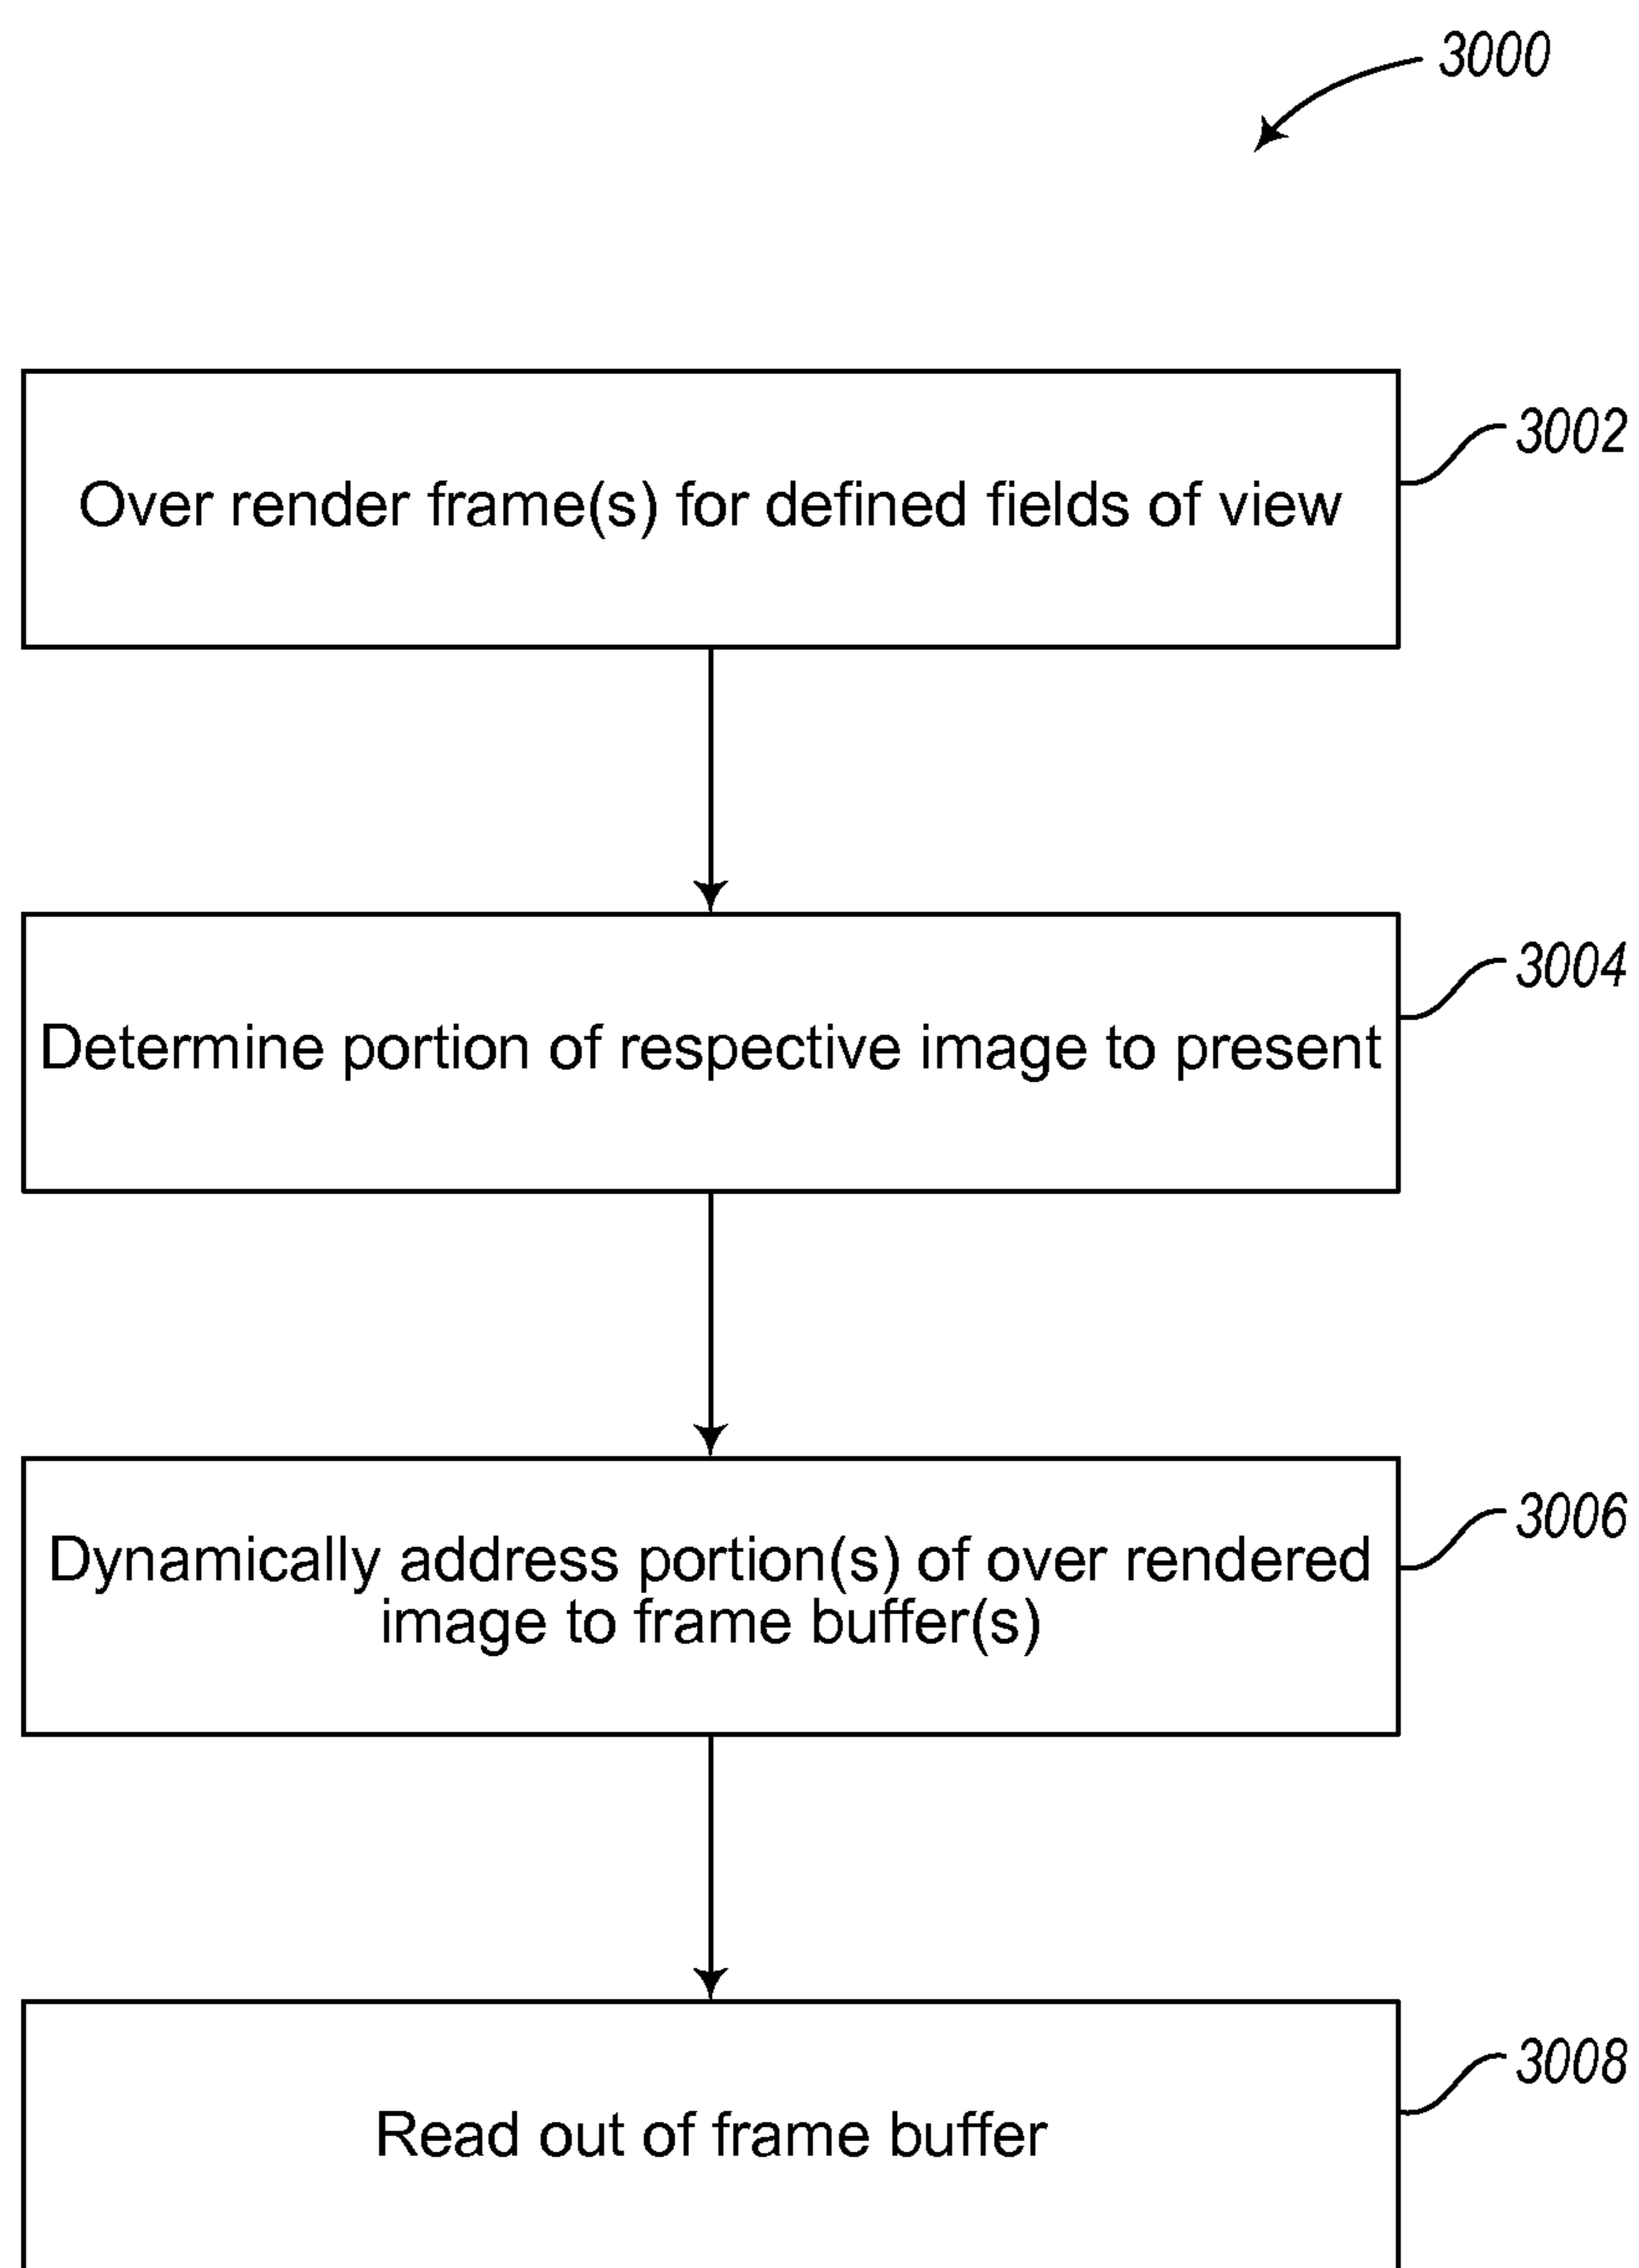 3000
3002
Over render frame(s) for defined fields of view
3004
Determine portion of respective image to present
3006
Dynamically address portion(s) of over rendered
image to frame buffer(s)
3008
Read out of frame buffer